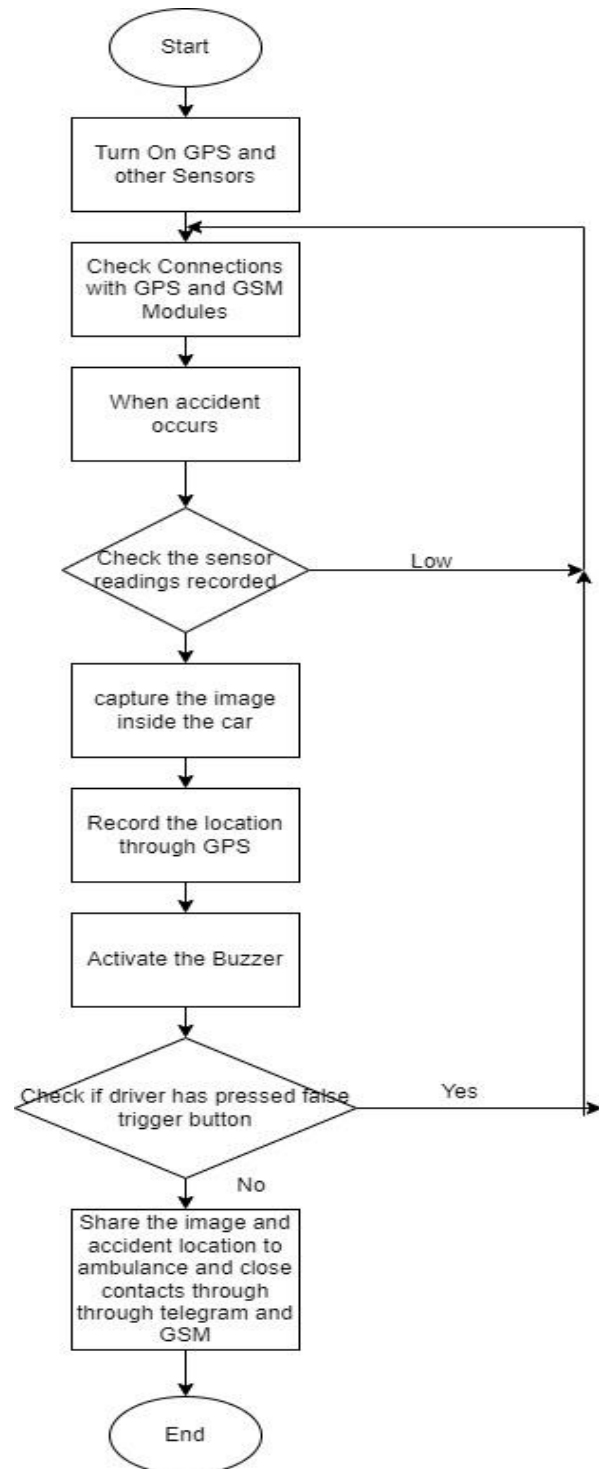 Start
Turn On GPS and
other Sensors
Check Connections
with GPS and GSM
Modules
When accident
occurs
Check the sensor
readings recorded
Low
capture the image
inside the car
Record the location
through GPS
Activate the Buzzer
Check if driver has pressed false
trigger button
Yes
No
Share the image and
accident location to
ambulance and close
contacts through
through telegram and
GSM
End